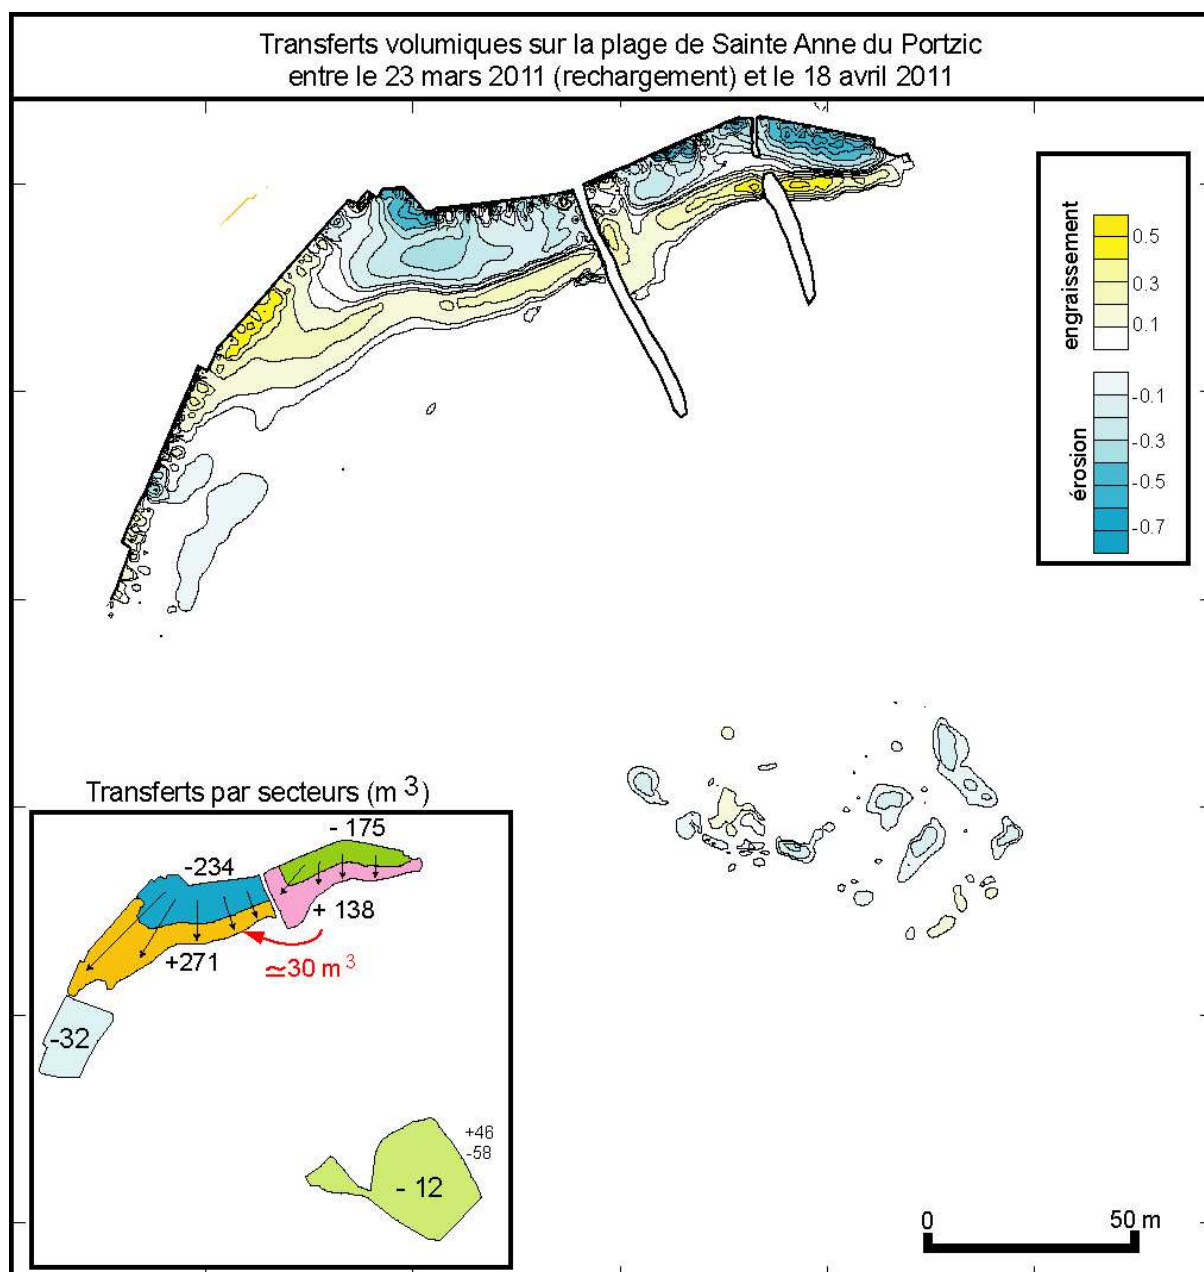 Transferts volumiques sur la plage de Sainte Anne du Portzic
entre le 23 mars 2011 (rechargement) et le 18 avril 2011
engraissement
0.5
0.3
0.1
érosion
-0.1
-0.3
-0.5
-0.7
Transferts par secteurs (m 3)
- 175
-234
+ 138
+271
≃30 m 3
-32
+46
-58
- 12
0 50 m